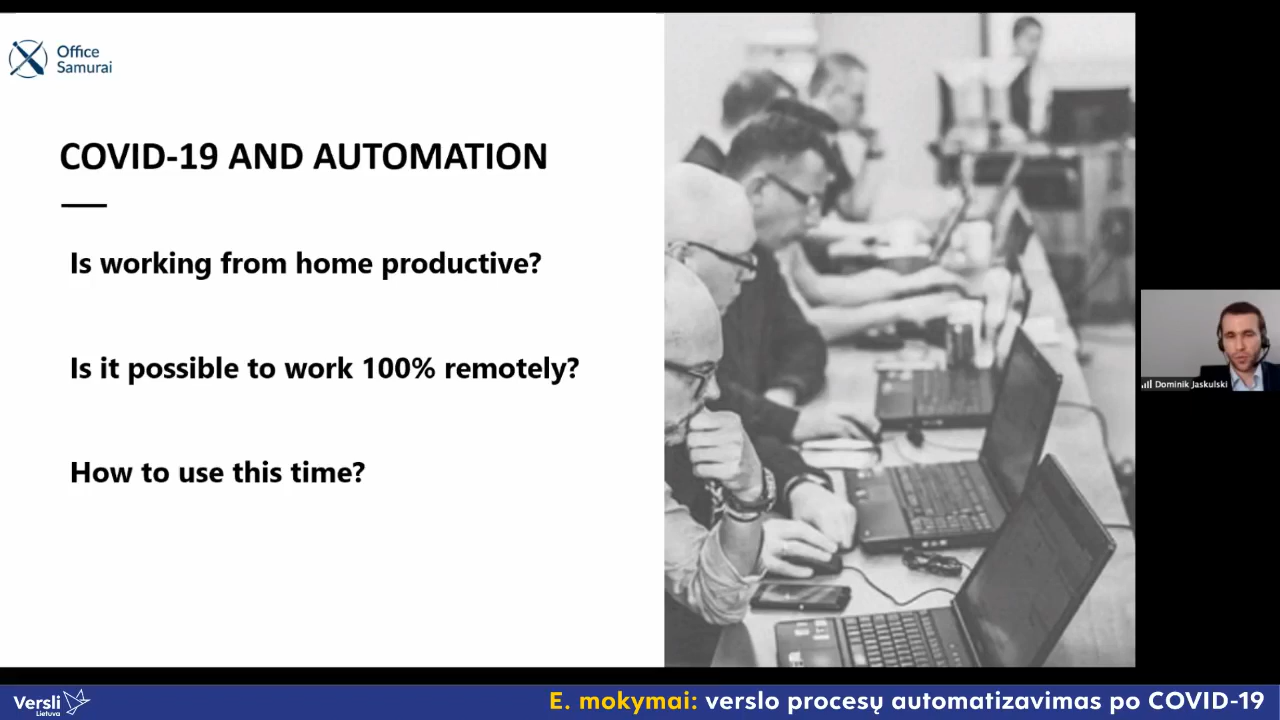 Office
Samurai
COVID-19 AND AUTOMATION
Is working from home productive?
Is it possible to work 100% remotely?
How to use this time?
Dominik Jaskulski
Versli
Lietuva
E. mokymai: verslo procesų automatizavimas po COVID-19